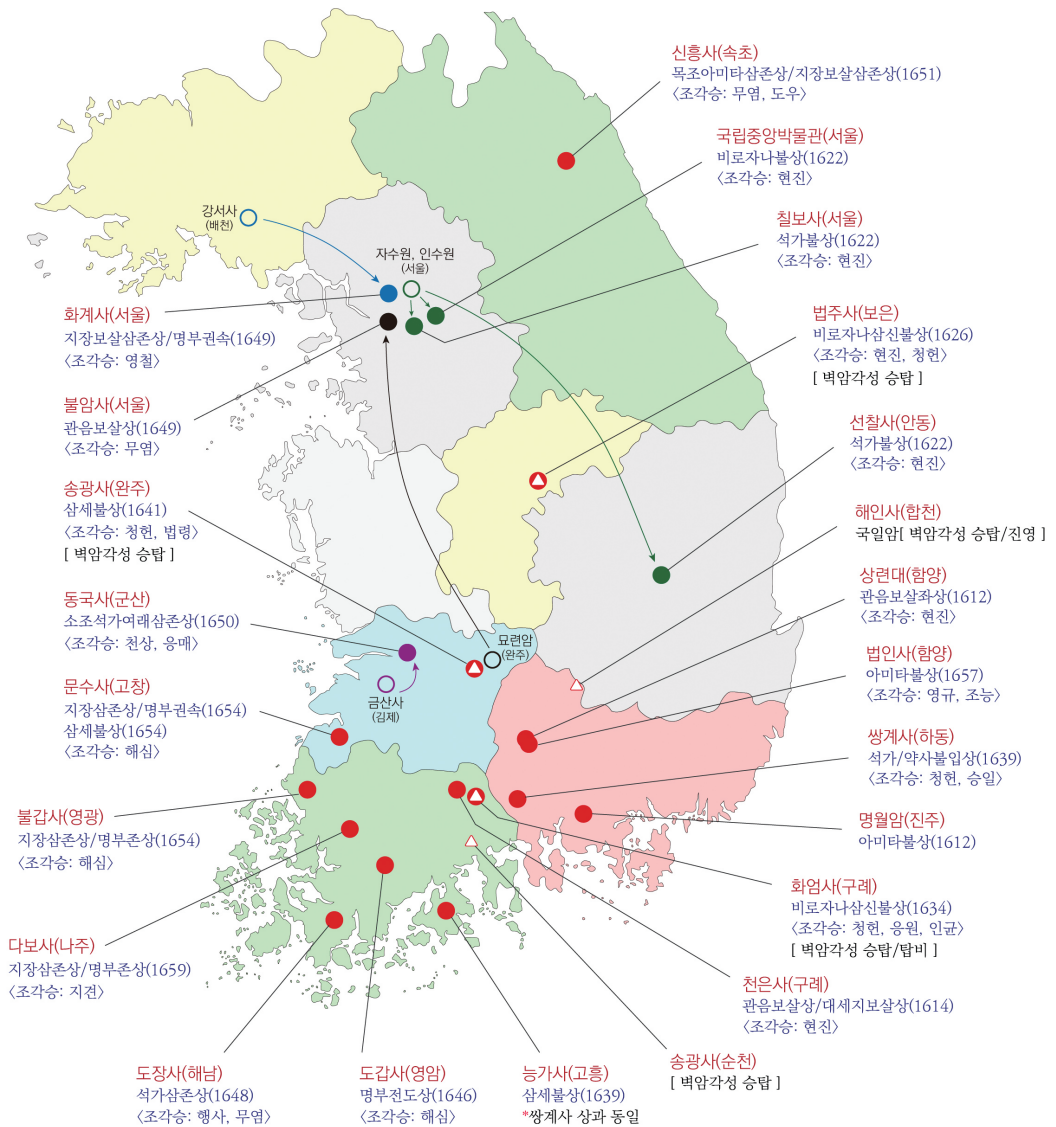 신흥사(속초)
목조아미타삼존상/지장보살삼존상(1651)
〈조각승: 무염, 도우〉
국립중앙박물관(서울)
비로자나불상(1622)
〈조각승: 현진〉
칠보사(서울)
석가불상(1622)
〈조각승: 현진〉
법주사(보은)
비로자나삼신불상(1626)
〈조각승: 현진, 청헌〉
[ 벽암각성 승탑 ]
선찰사(안동)
석가불상(1622)
〈조각승: 현진〉
해인사(합천)
국일암[ 벽암각성 승탑/진영 ]
상련대(함양)
관음보살좌상(1612)
〈조각승: 현진〉
법인사(함양)
아미타불상(1657)
〈조각승: 영규, 조능〉
쌍계사(하동)
석가/약사불입상(1639)
〈조각승: 청헌, 승일〉
명월암(진주)
아미타불상(1612)
화엄사(구례)
비로자나삼신불상(1634)
〈조각승: 청헌, 응원, 인균〉
[ 벽암각성 승탑/탑비 ]
천은사(구례)
관음보살상/대세지보살상(1614)
〈조각승: 현진〉
송광사(순천)
[ 벽암각성 승탑 ]
능가사(고흥)
삼세불상(1639)
*쌍계사 상과 동일
도갑사(영암)
명부전도상(1646)
〈조각승: 해심〉
도장사(해남)
석가삼존상(1648)
〈조각승: 행사, 무염〉
다보사(나주)
지장삼존상/명부존상(1659)
〈조각승: 지견〉
불갑사(영광)
지장삼존상/명부존상(1654)
〈조각승: 해심〉
문수사(고창)
지장삼존상/명부권속(1654)
삼세불상(1654)
〈조각승: 해심〉
동국사(군산)
소조석가여래삼존상(1650)
〈조각승: 천상, 응매〉
송광사(완주)
삼세불상(1641)
〈조각승: 청헌, 법령〉
[ 벽암각성 승탑 ]
불암사(서울)
관음보살상(1649)
〈조각승: 무염〉
화계사(서울)
지장보살삼존상/명부권속(1649)
〈조각승: 영철〉
강서사
(배천)
자수원, 인수원
(서울)
묘련암
(완주)
금산사
(김제)